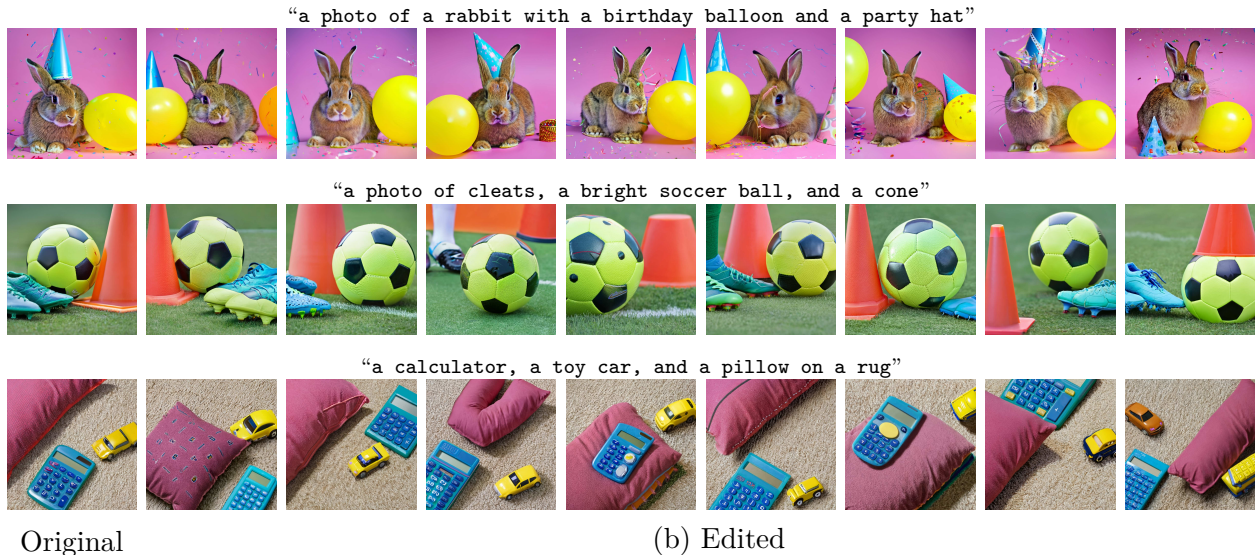 “a photo of a rabbit with a birthday balloon and a party hat”
“a photo of cleats, a bright soccer ball, and a cone”
“a calculator, a toy car, and a pillow on a rug”
Original
(b) Edited